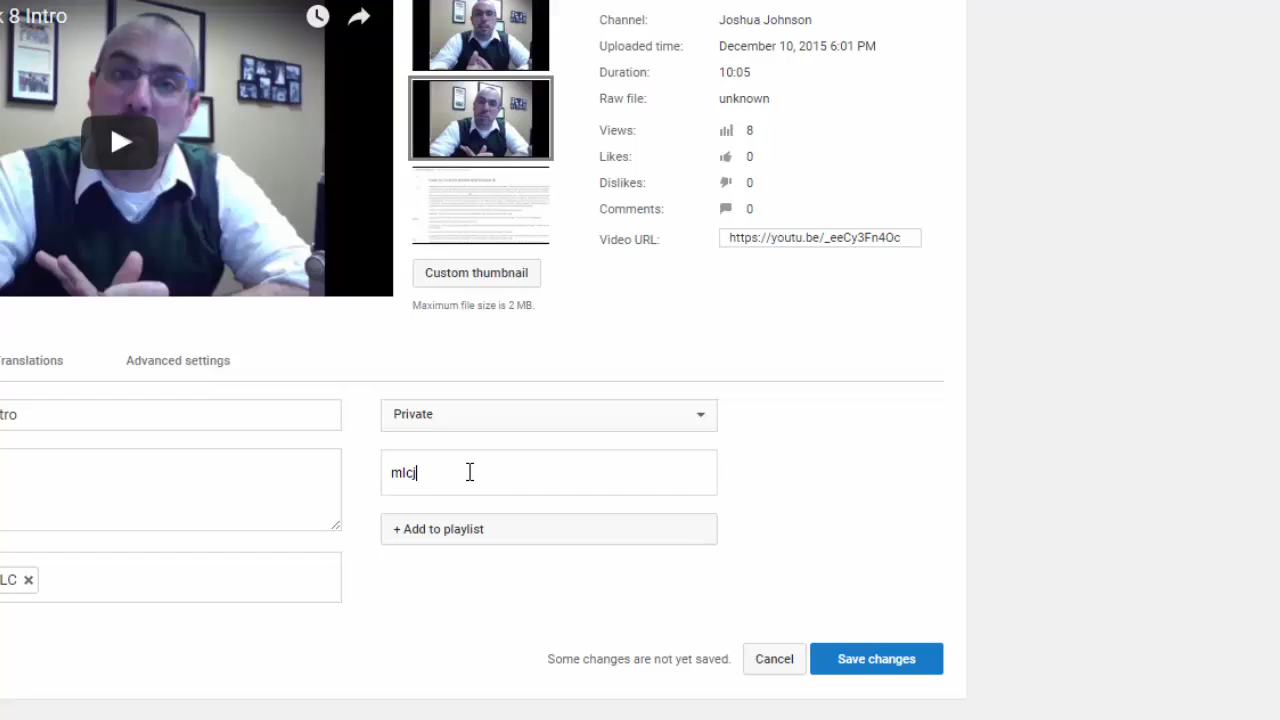 8 Intro
Channel: Joshua Johnson
Uploaded time: December 10, 2015 6:01 PM
Duration: 10:05
Raw file: unknown
Views: 8
Likes: 0
Dislikes: 0
Comments: 0
Video URL: https://youtu.be/_eeCy3Fn4Oc
Custom thumbnail
Maximum file size is 2 MB.
ranslations Advanced settings
tro Private
mlcj
+ Add to playlist
LC
Some changes are not yet saved. Cancel Save changes